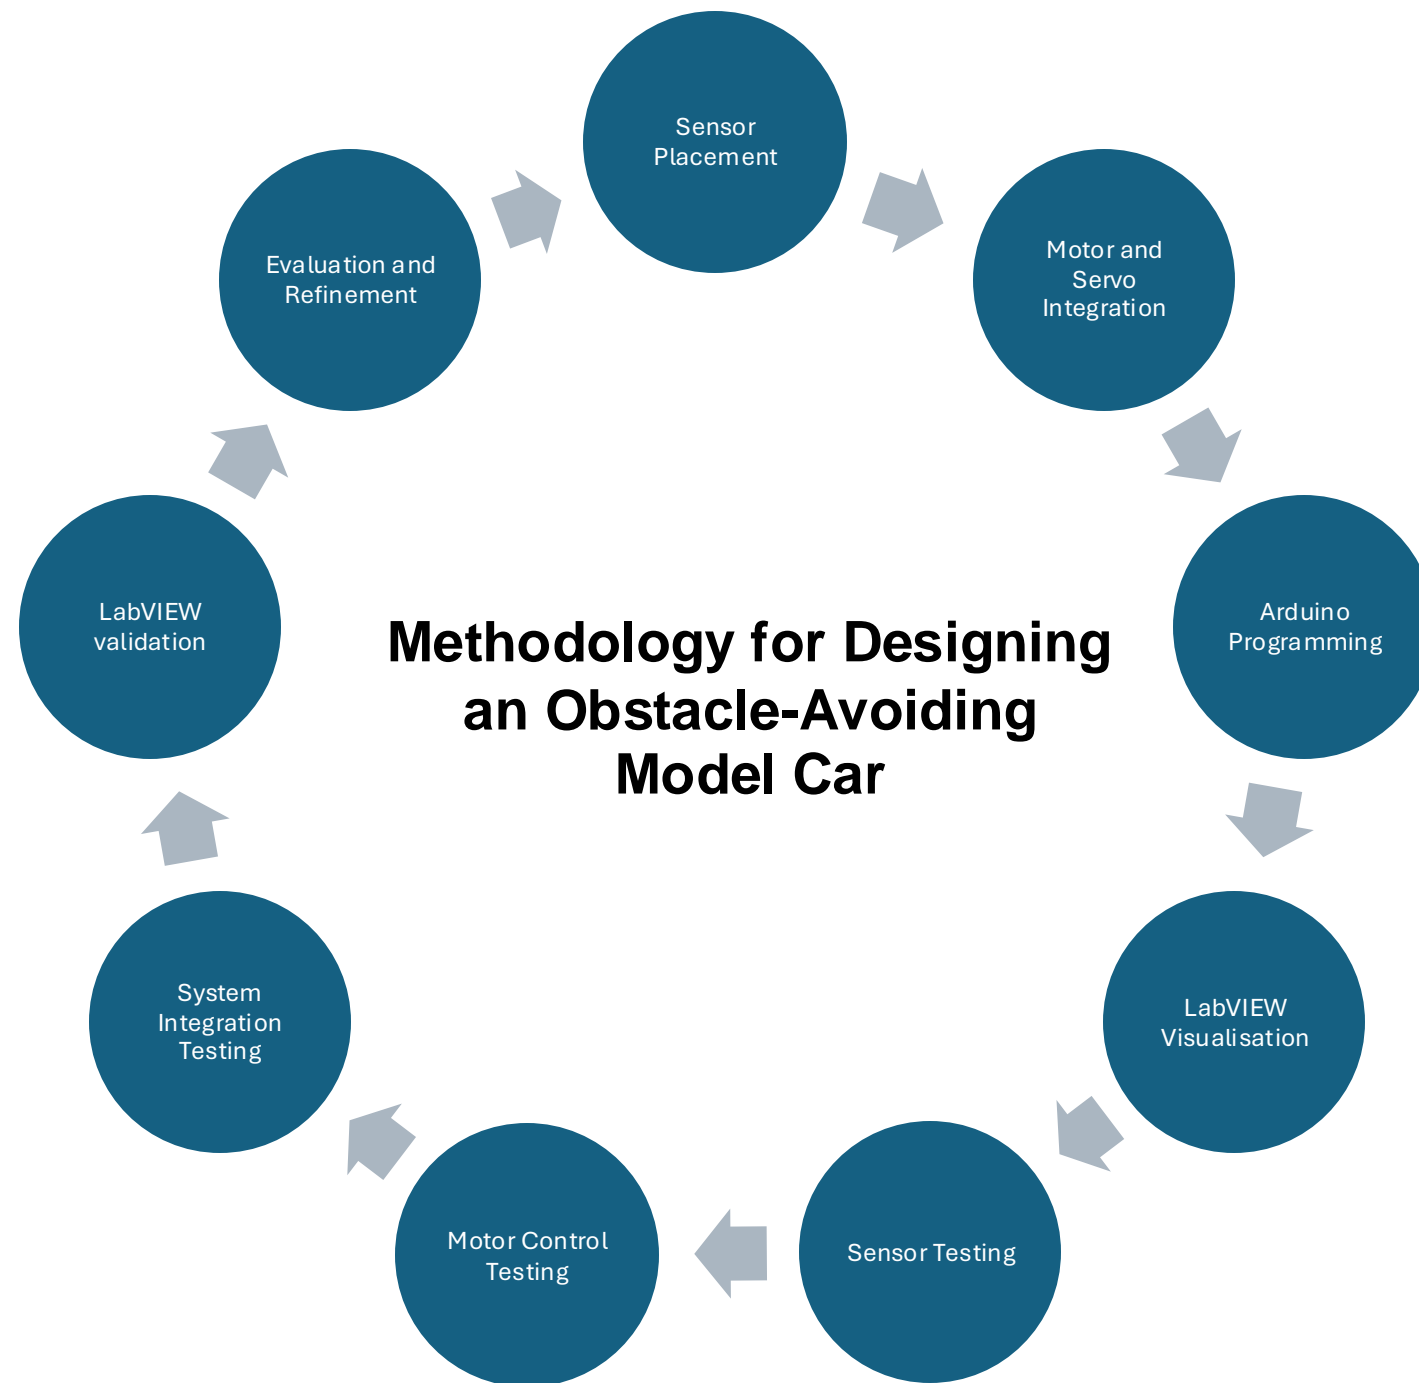 Sensor
Placement
Motor and
Servo
Integration
Arduino
Programming
LabVIEW
Visualisation
Sensor Testing
Motor Control
Testing
System
Integration
Testing
LabVIEW
validation
Evaluation and
Refinement
Methodology for Designing
an Obstacle-Avoiding
Model Car